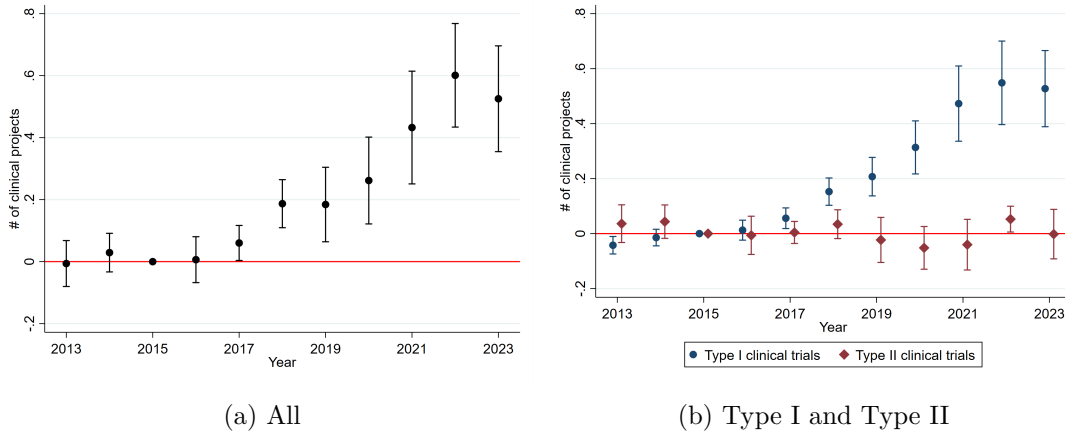 # of clinical projects
.8
.6
.4
.2
0
-.2
2013 2015 2017 2019 2021 2023
Year
(a) All
# of clinical projects
.8
.6
.4
.2
0
-.2
2013 2015 2017 2019 2021 2023
Year
Type I clinical trials Type II clinical trials
(b) Type I and Type II